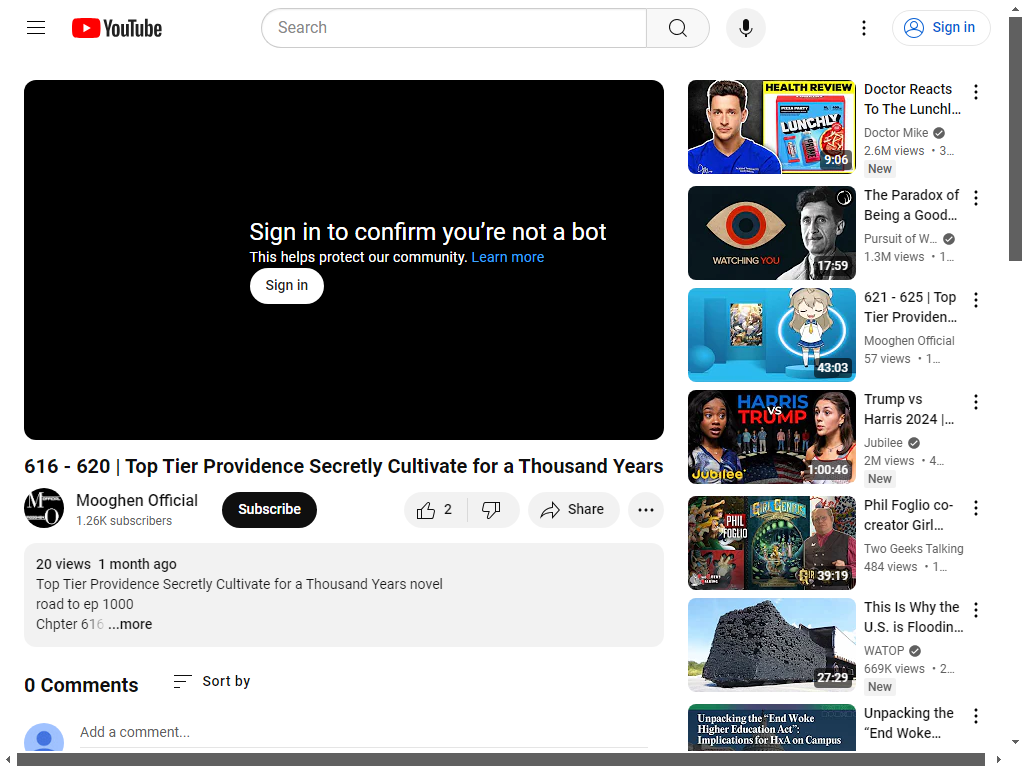 YouTube
Search
Sign in
Sign in to confirm you’re not a bot
This helps protect our community. Learn more
Sign in
616 - 620 | Top Tier Providence Secretly Cultivate for a Thousand Years
Mooghen Official
1.26K subscribers
Subscribe
2
Share
20 views 1 month ago
Top Tier Providence Secretly Cultivate for a Thousand Years novel
road to ep 1000
Chpter 616 ...more
0 Comments
Sort by
Add a comment...
HEALTH REVIEW
PIZZA PARTY
LUNCHLY
9:06
Doctor Reacts
To The Lunchl...
Doctor Mike
2.6M views • 3...
New
WATCHING YOU
17:59
The Paradox of
Being a Good...
Pursuit of W...
1.3M views • 1...
43:03
621 - 625 | Top
Tier Providen...
Mooghen Official
57 views • 1...
HARRIS
VS
TRUMP
Jubilee
1:00:46
Trump vs
Harris 2024 |...
Jubilee
2M views • 4...
New
PHIL
FOGLIO
GIRL GENIUS
39:19
Phil Foglio co-
creator Girl...
Two Geeks Talking
484 views • 1...
27:29
This Is Why the
U.S. is Floodin...
WATOP
669K views • 2...
New
Unpacking the “End Woke
Higher Education Act”:
Implications for HxA on Campus
Unpacking the
“End Woke...